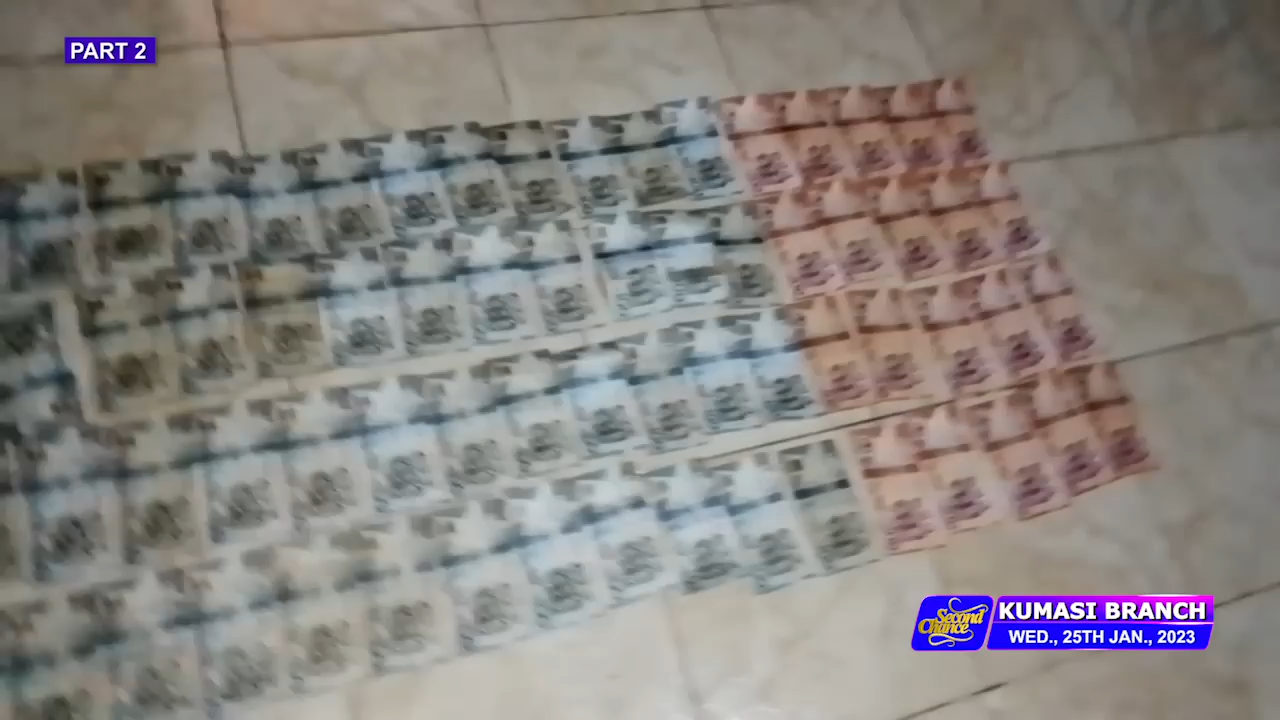 PART 2
Second
Chance
KUMASI BRANCH
WED., 25TH JAN., 2023